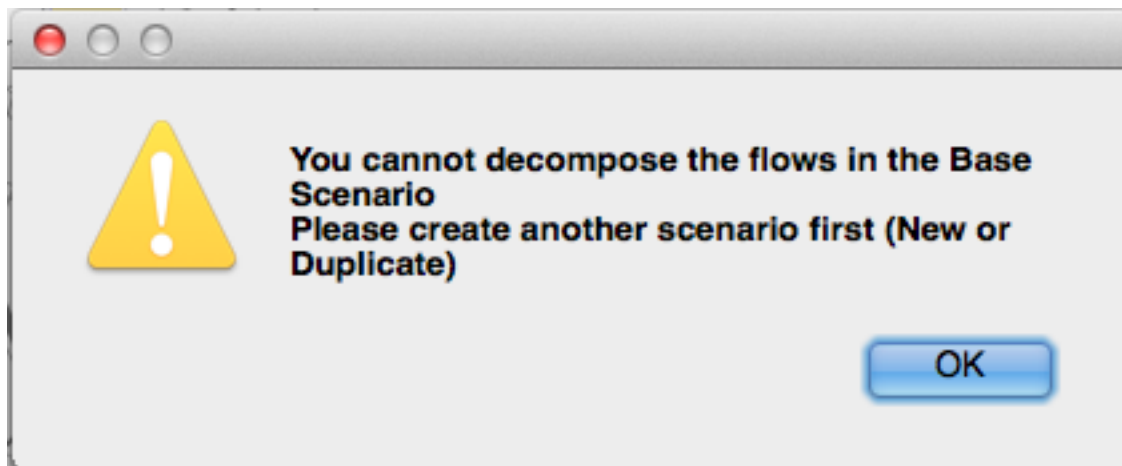 You cannot decompose the flows in the Base
Scenario
Please create another scenario first (New or
Duplicate)
OK